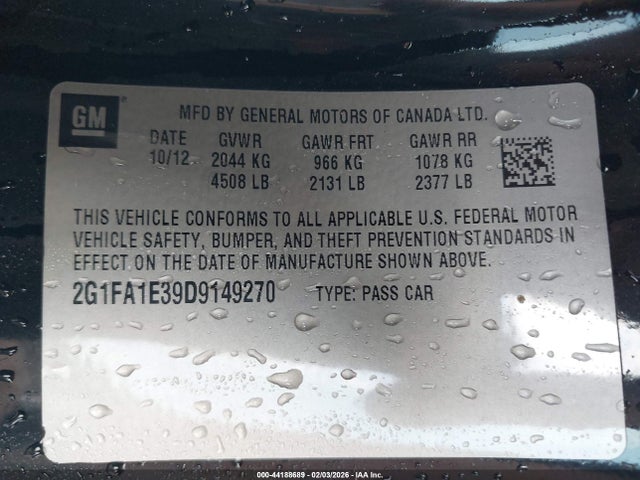 GM
MFD BY GENERAL MOTORS OF CANADA LTD.
DATE GVWR GAWR FRT GAWR RR
10/12 2044 KG 966 KG 1078 KG
4508 LB 2131 LB 2377 LB
THIS VEHICLE CONFORMS TO ALL APPLICABLE U.S. FEDERAL MOTOR
VEHICLE SAFETY, BUMPER, AND THEFT PREVENTION STANDARDS IN
EFFECT ON THE DATE OF MANUFACTURE SHOWN ABOVE.
2G1FA1E39D9149270 TYPE: PASS CAR
000-44188689 - 02/03/2026 - IAA Inc.